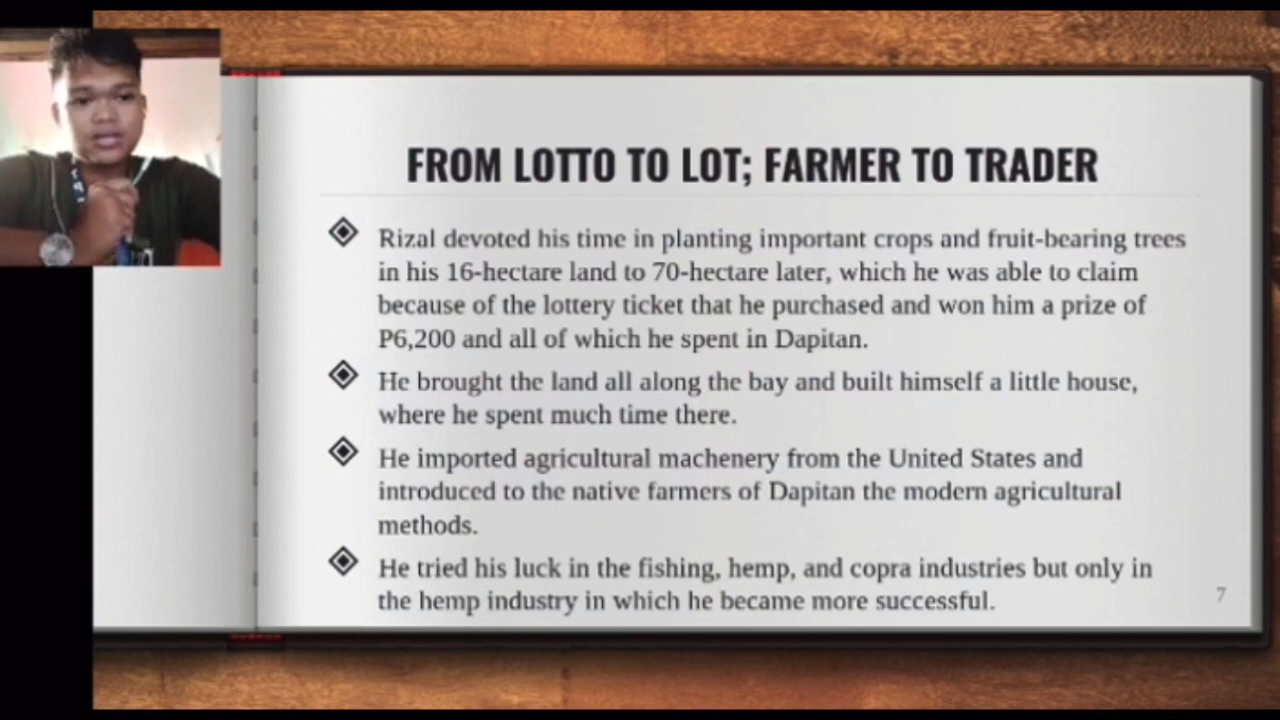 FROM LOTTO TO LOT; FARMER TO TRADER
Rizal devoted his time in planting important crops and fruit-bearing trees
in his 16-hectare land to 70-hectare later, which he was able to claim
because of the lottery ticket that he purchased and won him a prize of
P6,200 and all of which he spent in Dapitan.
He brought the land all along the bay and built himself a little house,
where he spent much time there.
He imported agricultural machenery from the United States and
introduced to the native farmers of Dapitan the modern agricultural
methods.
He tried his luck in the fishing, hemp, and copra industries but only in
the hemp industry in which he became more successful.
7